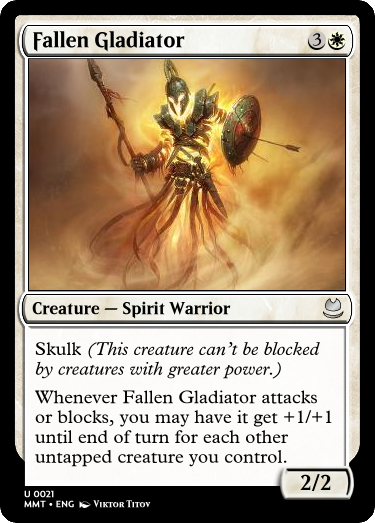 Fallen Gladiator 3
Creature — Spirit Warrior
Skulk (This creature can't be blocked
by creatures with greater power.)
Whenever Fallen Gladiator attacks
or blocks, you may have it get +1/+1
until end of turn for each other
untapped creature you control.
2/2
U 0021
MMT • ENG Viktor Titov